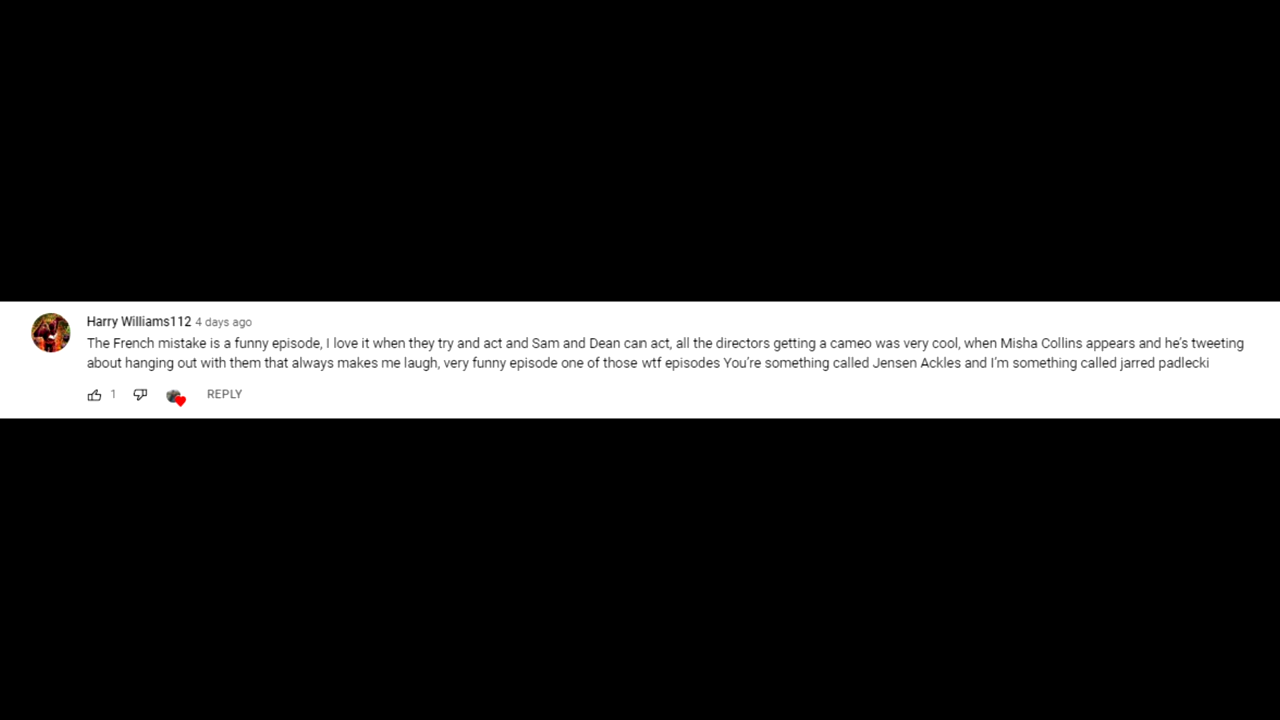 Harry Williams112 4 days ago
The French mistake is a funny episode, I love it when they try and act and Sam and Dean can act, all the directors getting a cameo was very cool, when Misha Collins appears and he's tweeting
about hanging out with them that always makes me laugh, very funny episode one of those wtf episodes You're something called Jensen Ackles and I'm something called jarred padlecki
1 REPLY